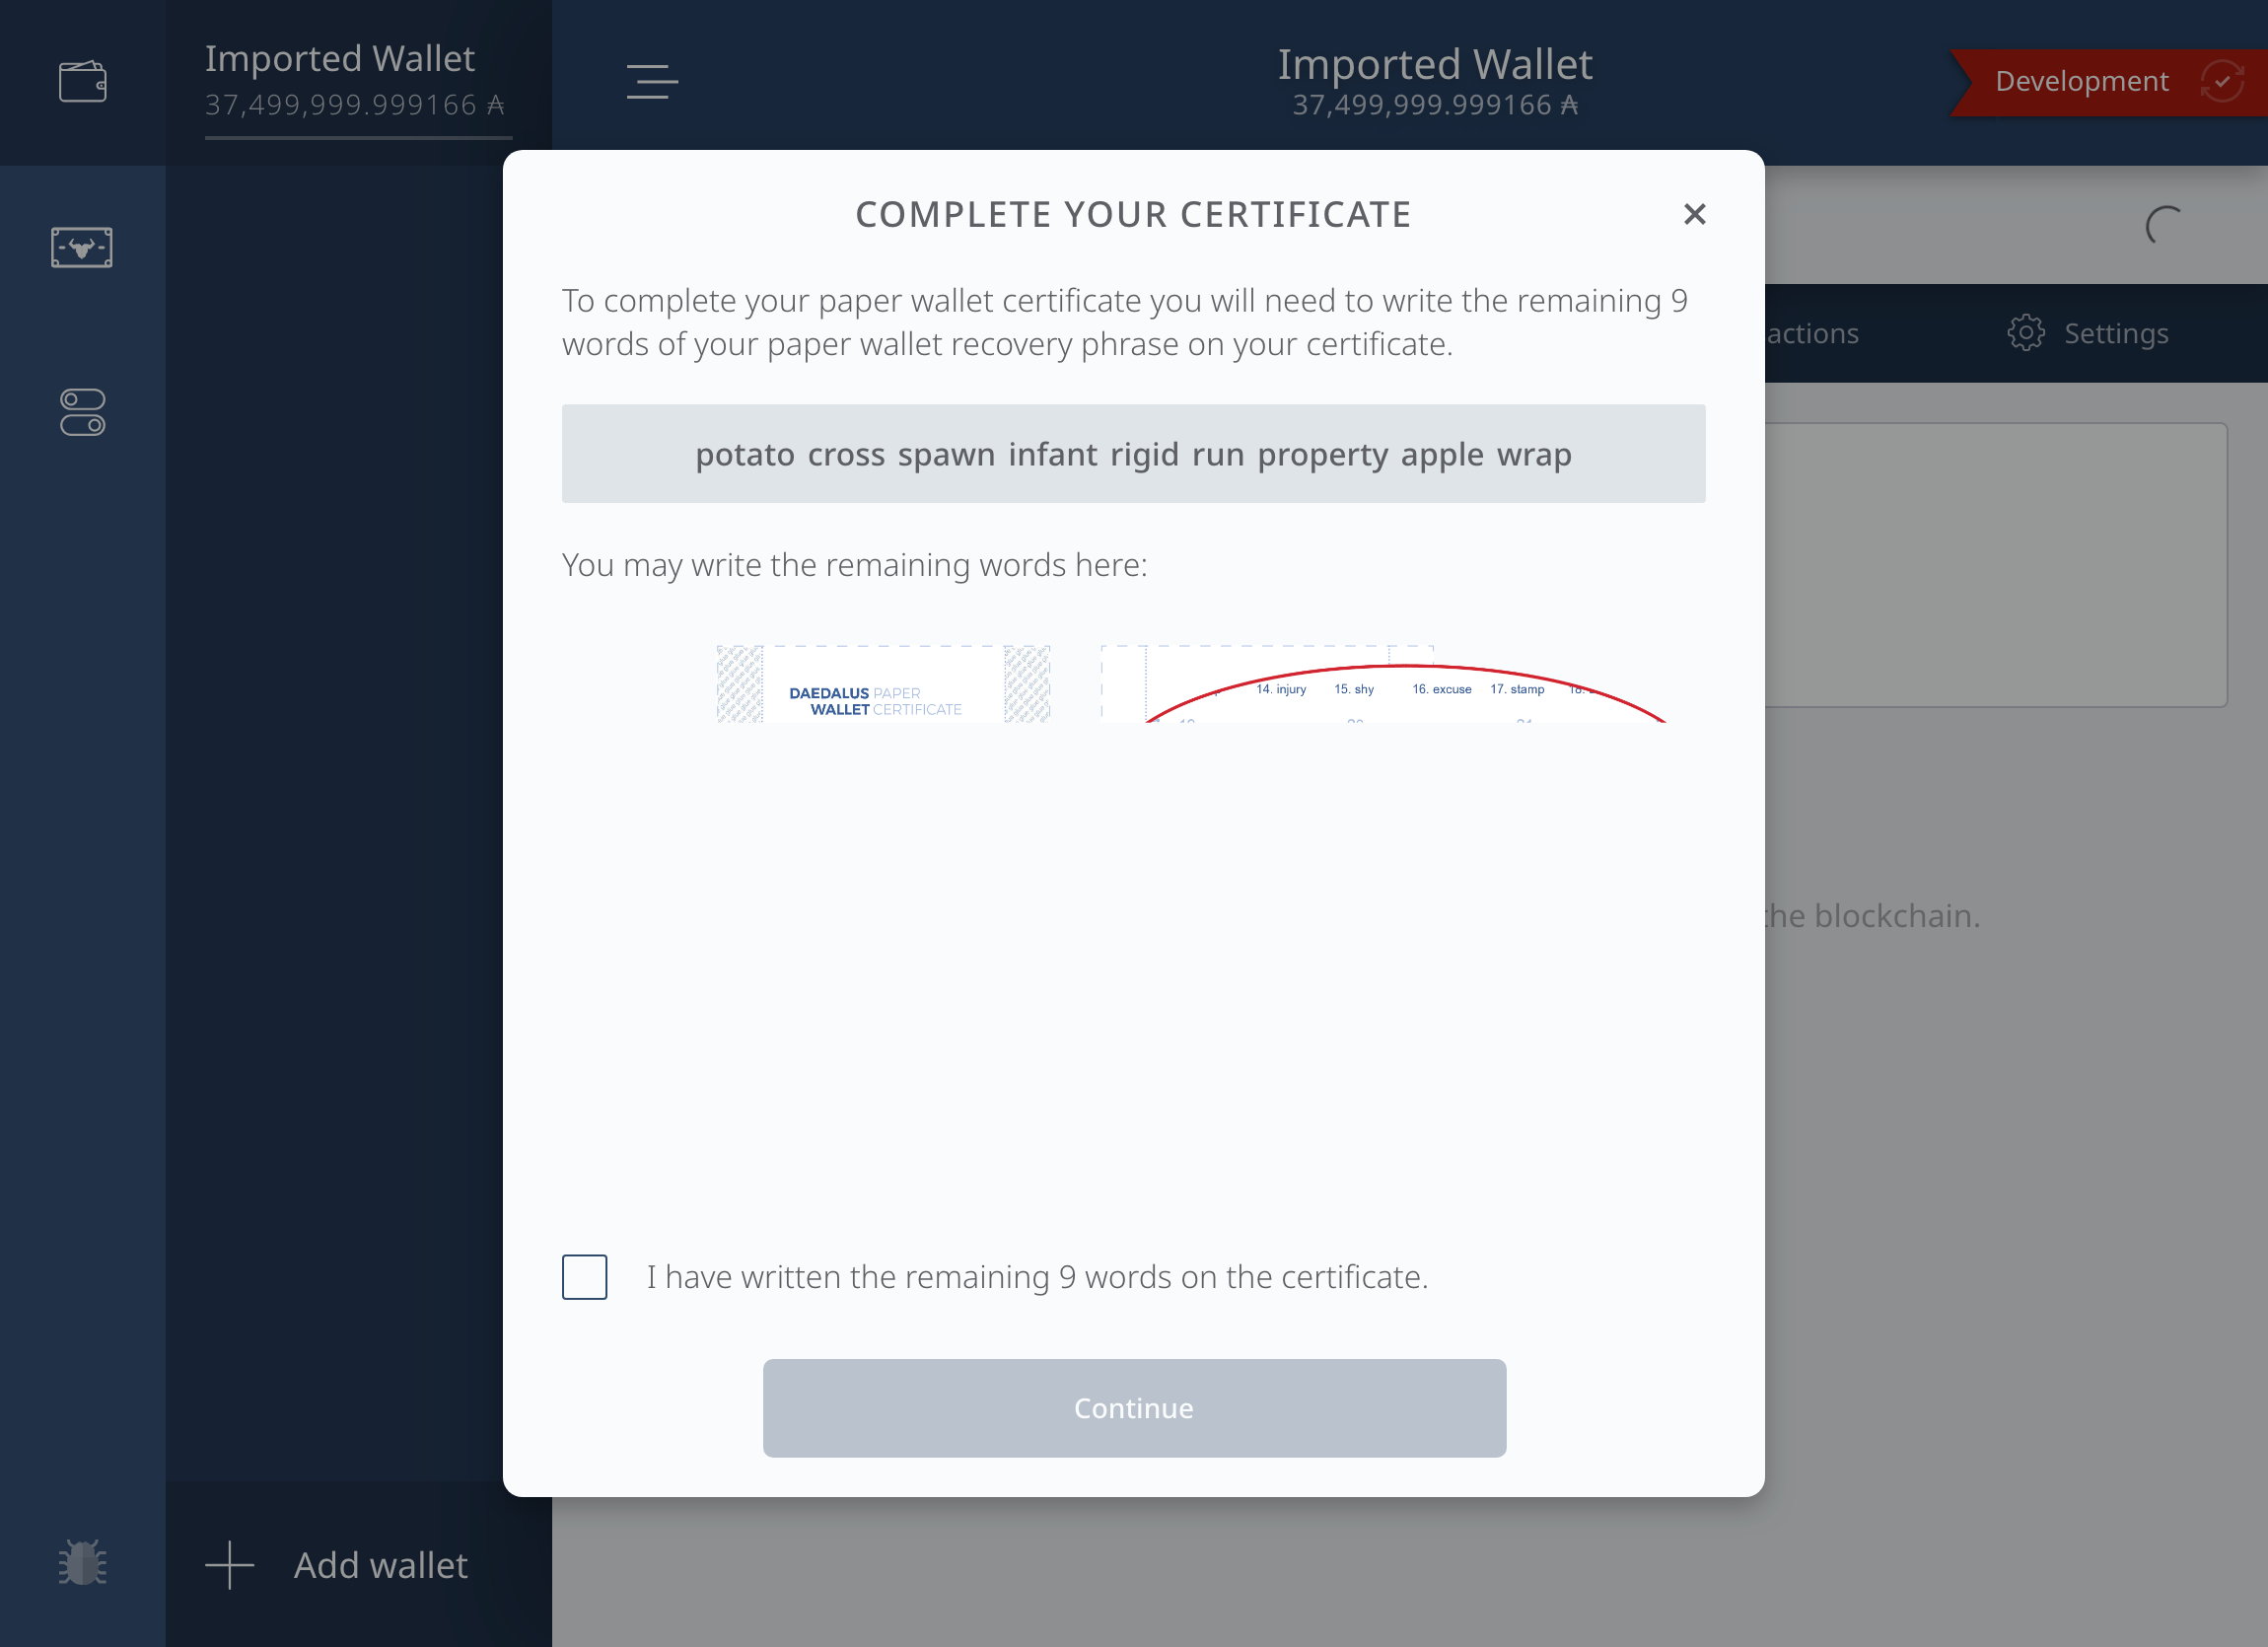 Imported Wallet
37,499,999.999166 ₳
Imported Wallet
37,499,999.999166 ₳
Development
COMPLETE YOUR CERTIFICATE
To complete your paper wallet certificate you will need to write the remaining 9
words of your paper wallet recovery phrase on your certificate.
actions
Settings
potato cross spawn infant rigid run property apple wrap
You may write the remaining words here:
DAEDALUS PAPER
WALLET CERTIFICATE
14. injury 15. shy 16. excuse 17. stamp 18.
19 20 21
the blockchain.
I have written the remaining 9 words on the certificate.
Continue
Add wallet